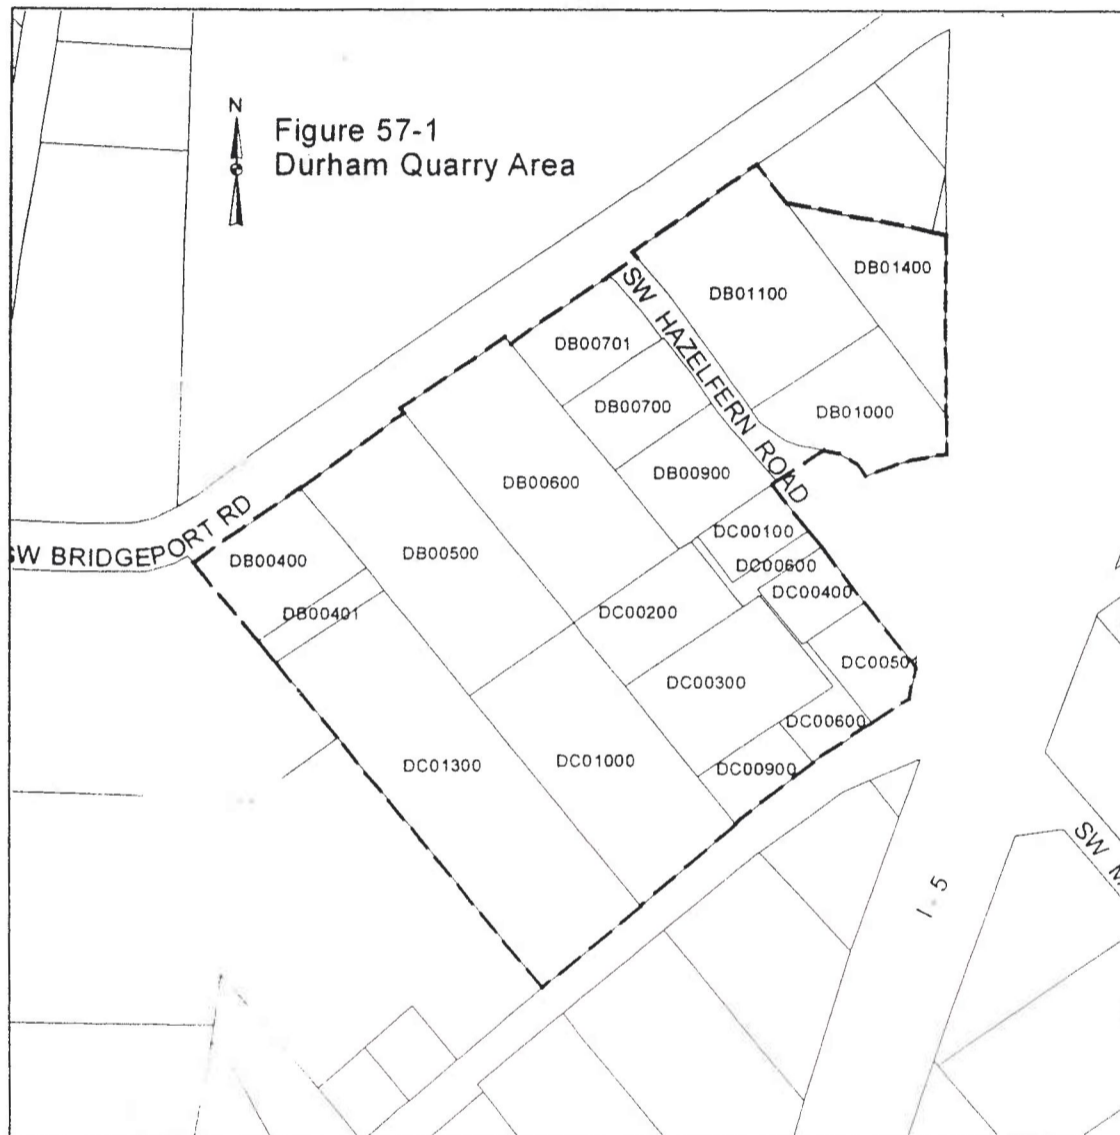 N
Figure 57-1
Durham Quarry Area
DB01400
SW HAZELFERN ROAD
DB01100
DB00701
DB00700
DB01000
DB00900
DB00600
SW BRIDGEPORT RD
DC00100
DB00400
DB00500
DC00600
DC00400
DB00401
DC00200
DC00500
DC00300
DC00600
DC01300
DC01000
DC00900
SW M
I-5